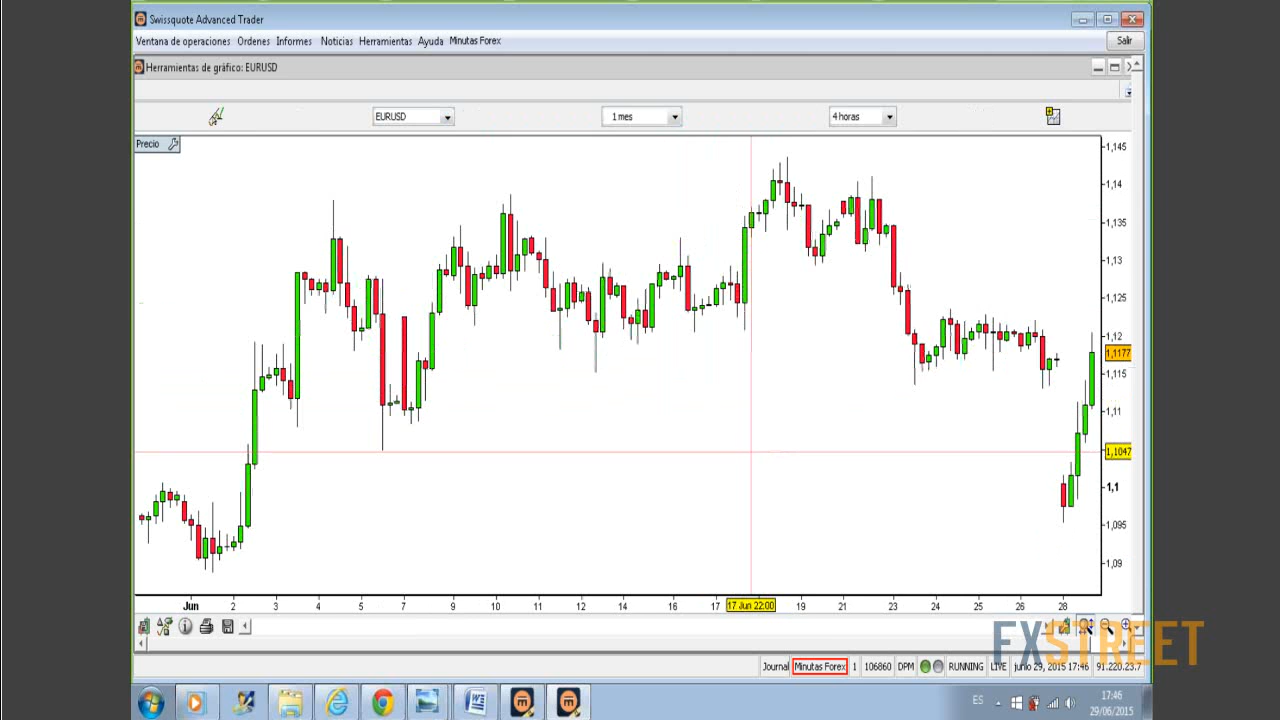 Swissquote Advanced Trader
Ventana de operaciones Ordenes Informes Noticias Herramientas Ayuda Minutas Forex Salir
Herramientas de gráfico: EURUSD
EURUSD 1 mes 4 horas
Precio
1,145
1,14
1,135
1,13
1,125
1,12
1,1177
1,115
1,11
1,1047
1,1
1,095
1,09
Jun 2 3 4 5 7 9 10 11 12 14 16 17 17 Jun 22:00 19 21 22 24 25 26 28
FXSTREET
Journal Minutas Forex 1 106860 DPM RUNNING LIVE junio 29, 2015 17:46 91.220.23.7
ES 17:46
29/06/2015